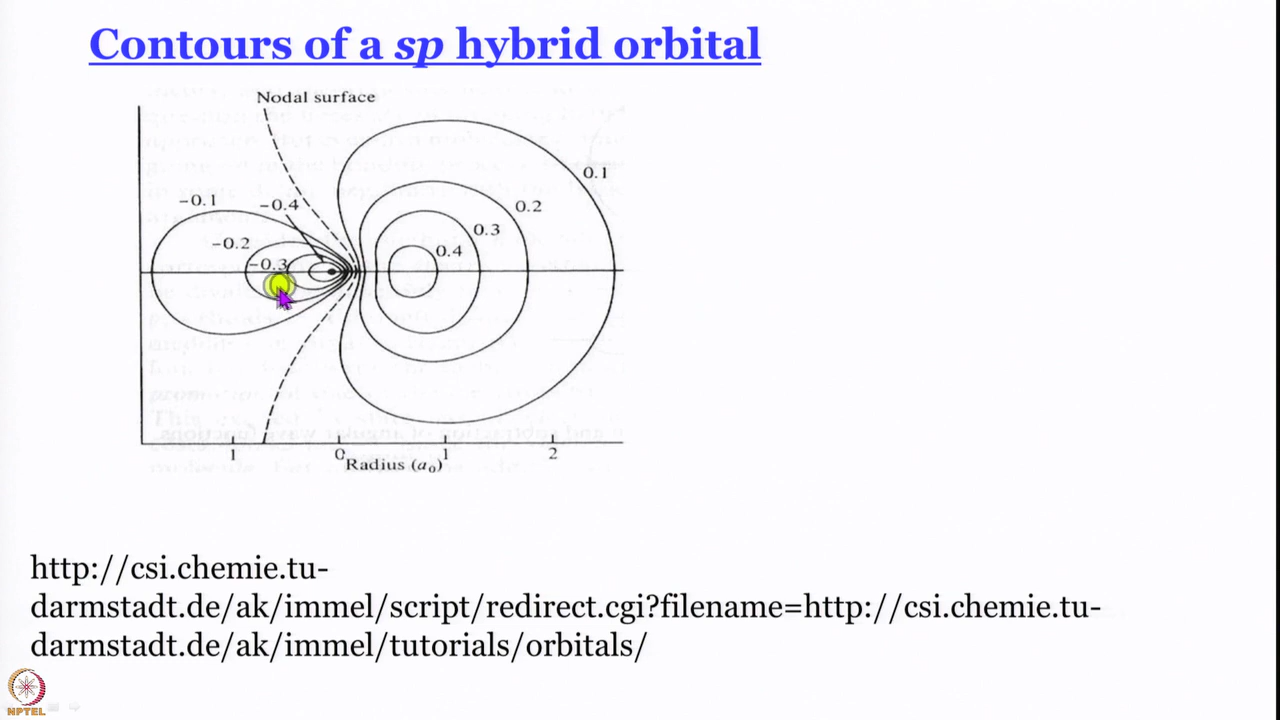 Contours of a sp hybrid orbital
Nodal surface
0.1
-0.1
-0.4
0.2
0.3
-0.2
0.4
-0.3
1 0 1 2
Radius (a₀)
http://csi.chemie.tu-
darmstadt.de/ak/immel/script/redirect.cgi?filename=http://csi.chemie.tu-
darmstadt.de/ak/immel/tutorials/orbitals/
NPTEL